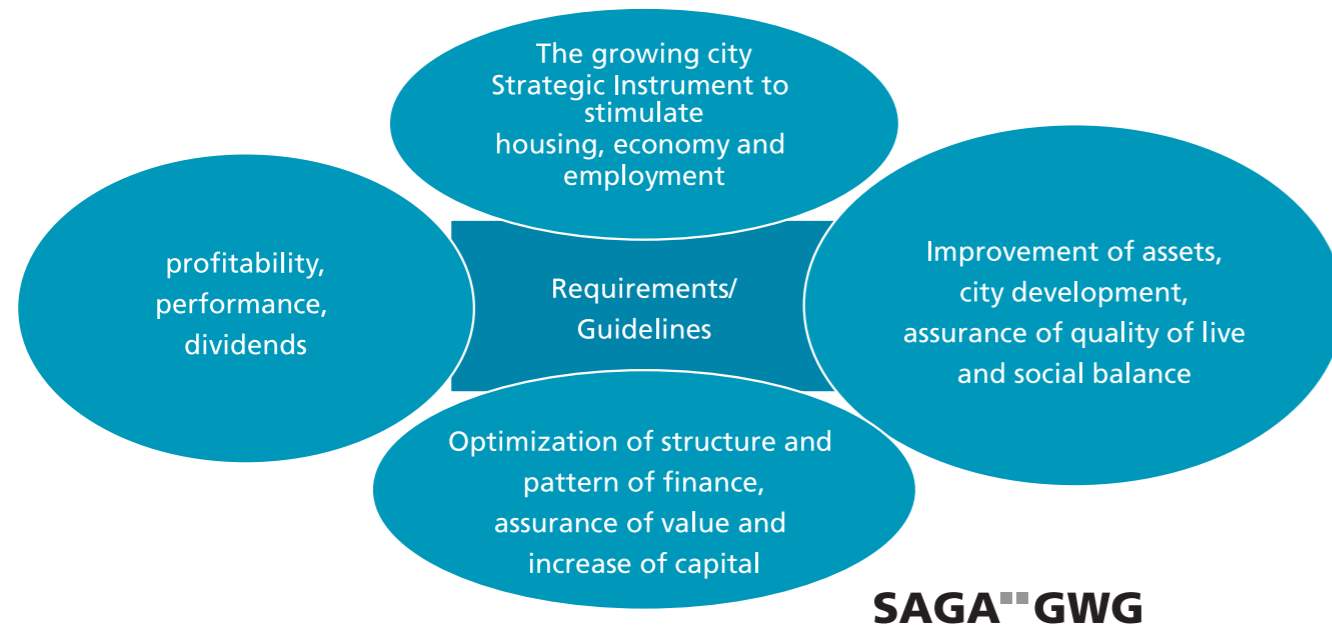 The growing city
Strategic Instrument to
stimulate
housing, economy and
employment
profitability,
performance,
dividends
Requirements/
Guidelines
Improvement of assets,
city development,
assurance of quality of live
and social balance
Optimization of structure and
pattern of finance,
assurance of value and
increase of capital
SAGA GWG